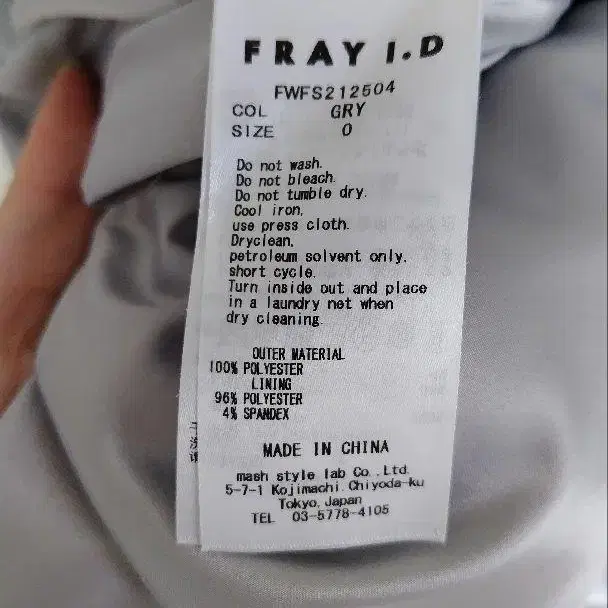 FRAY I.D
FWFS212504
COL GRY
SIZE 0
Do not wash.
Do not bleach.
Do not tumble dry.
Cool iron,
use press cloth.
Dryclean,
petroleum solvent only.
short cycle.
Turn inside out and place
in a laundry net when
dry cleaning.
OUTER MATERIAL
100% POLYESTER
LINING
96% POLYESTER
4% SPANDEX
MADE IN CHINA
mash style lab Co.,Ltd.
5-7-1 Kojimachi, Chiyoda-ku
Tokyo, Japan
TEL 03-5778-4105